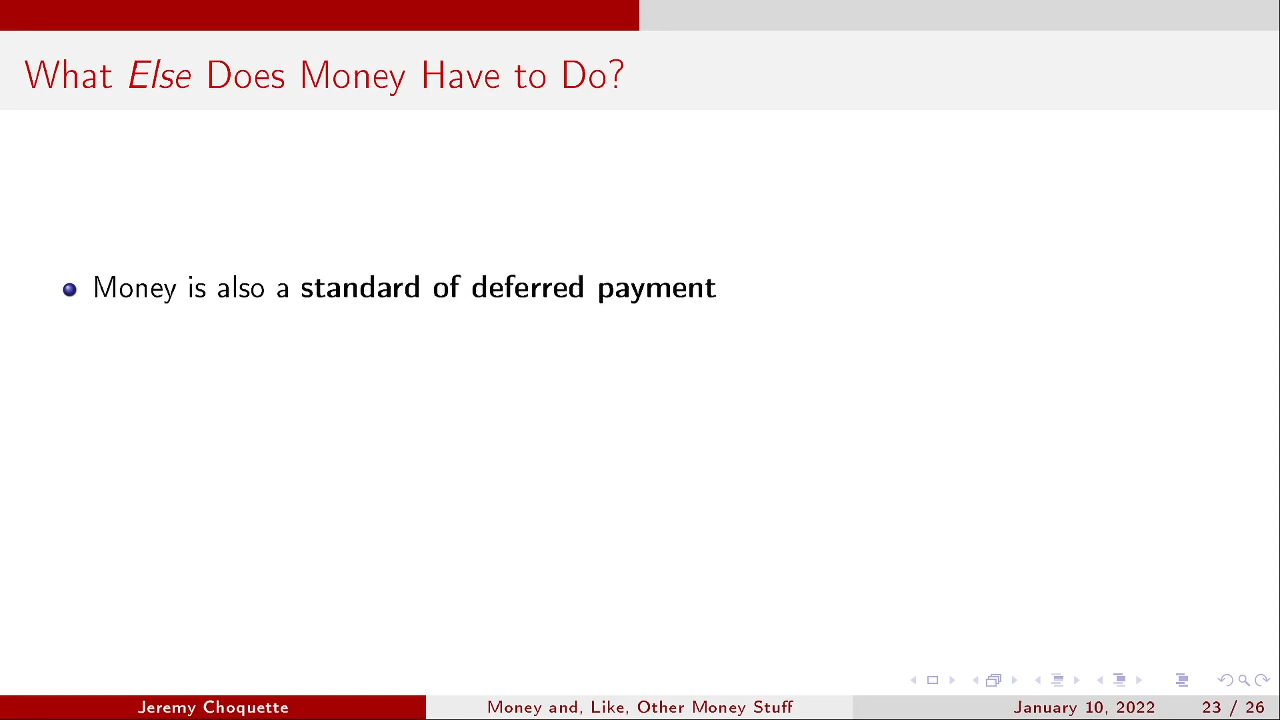 What Else Does Money Have to Do?
Money is also a standard of deferred payment
Jeremy Choquette
Money and, Like, Other Money Stuff
January 10, 2022
23 / 26